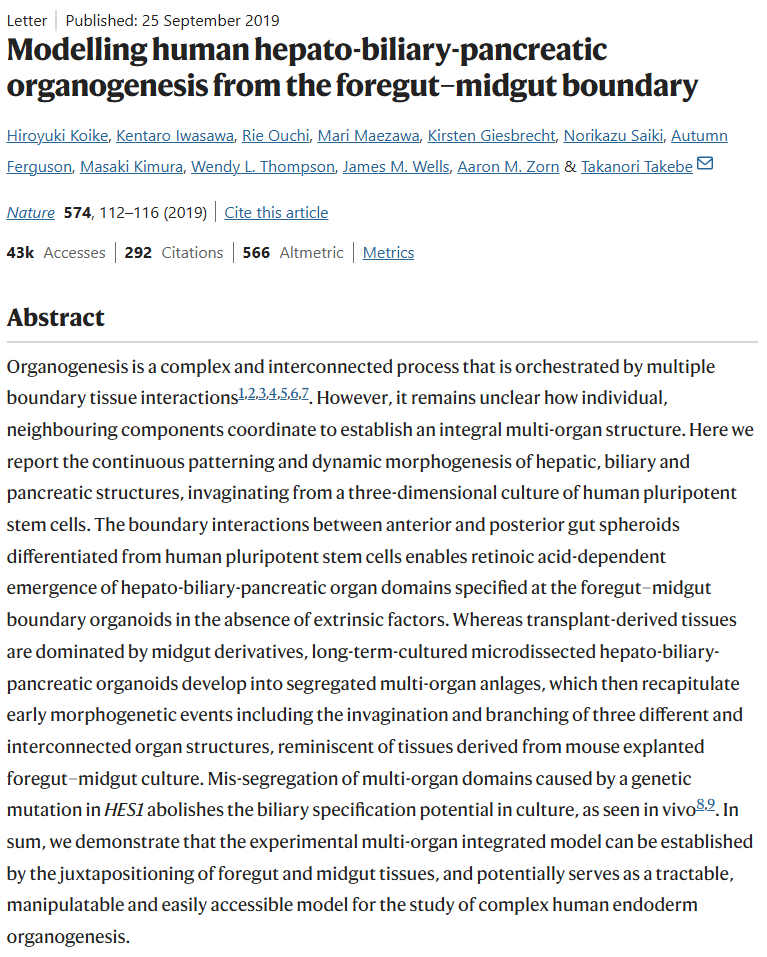 Letter | Published: 25 September 2019
Modelling human hepato-biliary-pancreatic
organogenesis from the foregut–midgut boundary
Hiroyuki Koike, Kentaro Iwasawa, Rie Ouchi, Mari Maezawa, Kirsten Giesbrecht, Norikazu Saiki, Autumn
Ferguson, Masaki Kimura, Wendy L. Thompson, James M. Wells, Aaron M. Zorn & Takanori Takebe
Nature 574, 112–116 (2019) | Cite this article
43k Accesses | 292 Citations | 566 Altmetric | Metrics
Abstract
Organogenesis is a complex and interconnected process that is orchestrated by multiple
boundary tissue interactions1,2,3,4,5,6,7. However, it remains unclear how individual,
neighbouring components coordinate to establish an integral multi-organ structure. Here we
report the continuous patterning and dynamic morphogenesis of hepatic, biliary and
pancreatic structures, invaginating from a three-dimensional culture of human pluripotent
stem cells. The boundary interactions between anterior and posterior gut spheroids
differentiated from human pluripotent stem cells enables retinoic acid-dependent
emergence of hepato-biliary-pancreatic organ domains specified at the foregut–midgut
boundary organoids in the absence of extrinsic factors. Whereas transplant-derived tissues
are dominated by midgut derivatives, long-term-cultured microdissected hepato-biliary-
pancreatic organoids develop into segregated multi-organ anlages, which then recapitulate
early morphogenetic events including the invagination and branching of three different and
interconnected organ structures, reminiscent of tissues derived from mouse explanted
foregut–midgut culture. Mis-segregation of multi-organ domains caused by a genetic
mutation in HES1 abolishes the biliary specification potential in culture, as seen in vivo8,9. In
sum, we demonstrate that the experimental multi-organ integrated model can be established
by the juxtapositioning of foregut and midgut tissues, and potentially serves as a tractable,
manipulatable and easily accessible model for the study of complex human endoderm
organogenesis.